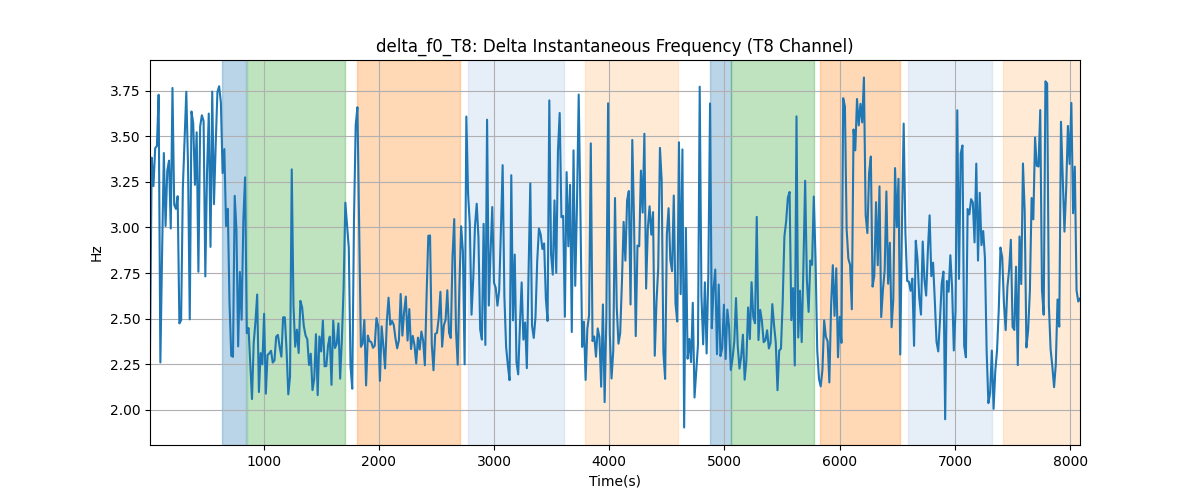 delta_f0_T8: Delta Instantaneous Frequency (T8 Channel)
Hz
3.75
3.50
3.25
3.00
2.75
2.50
2.25
2.00
1000 2000 3000 4000 5000 6000 7000 8000
Time(s)